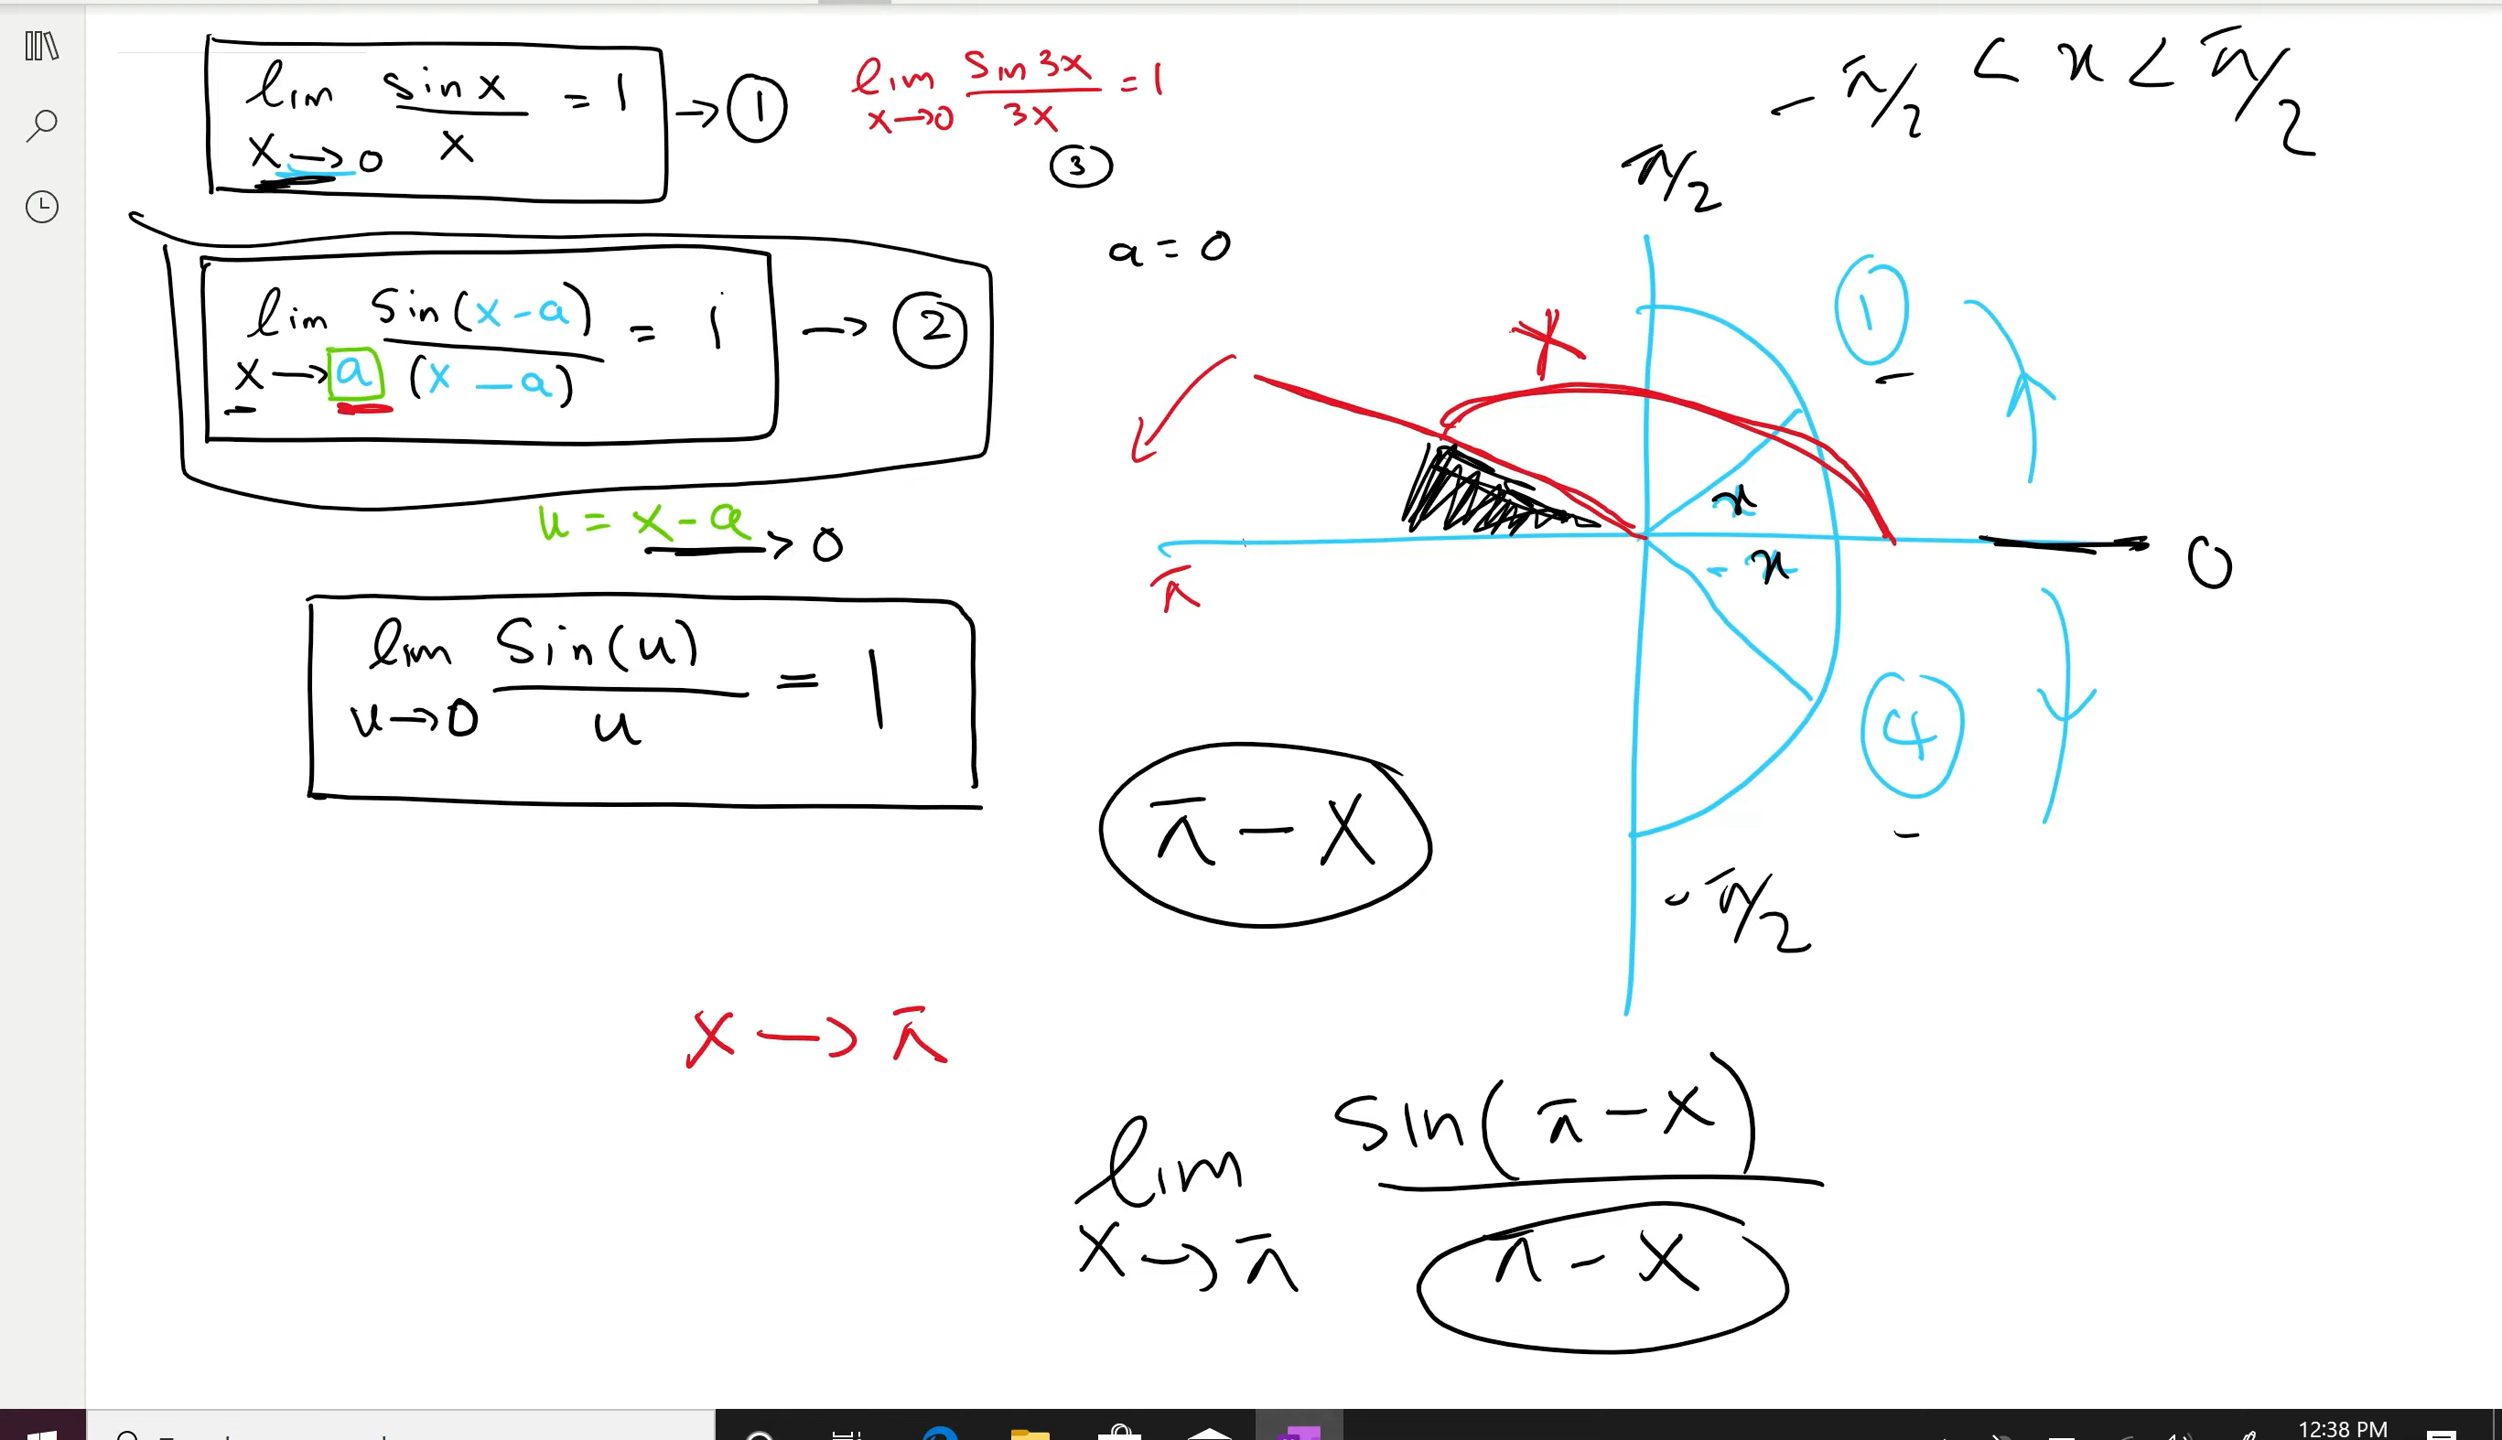 lim sin x / x = 1 → ①
x → 0
lim sin 3x / 3x = 1
x → 0
③
- π/2 < x < π/2
π/2
a = 0
lim sin(x - a) / (x - a) = 1 → ②
x → a
①
x
u = x - a > 0
x
- x
0
π
lim sin(u) / u = 1
u → 0
④
π - x
- π/2
x → π
lim sin(π - x) / π - x
x → π
12:38 PM